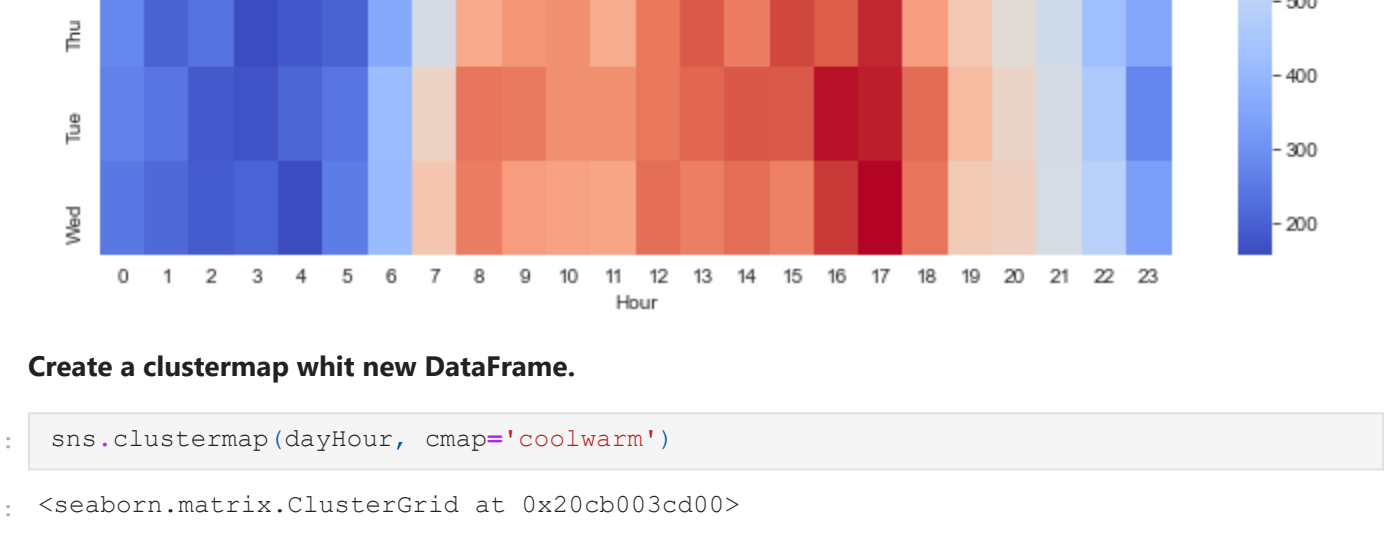 500
Thu
400
Tue
300
Wed
200
0 1 2 3 4 5 6 7 8 9 10 11 12 13 14 15 16 17 18 19 20 21 22 23
Hour
Create a clustermap whit new DataFrame.
: sns.clustermap(dayHour, cmap='coolwarm')
: <seaborn.matrix.ClusterGrid at 0x20cb003cd00>